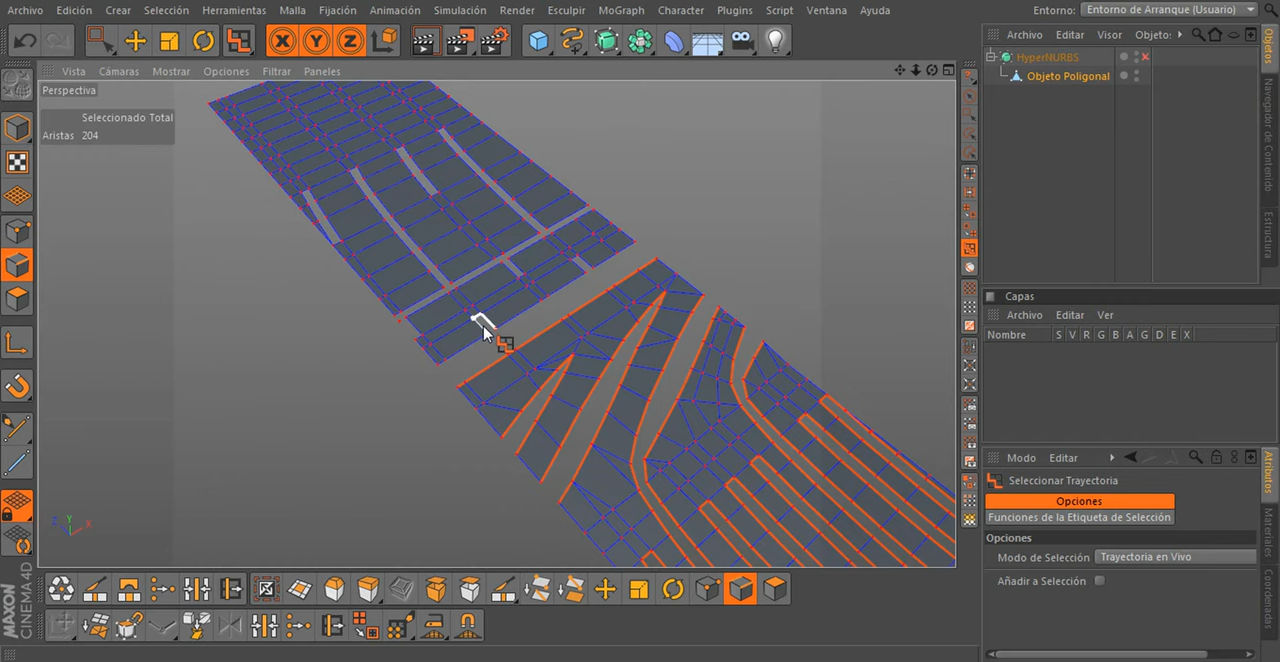 Archivo Edición Crear Selección Herramientas Malla Fijación Animación Simulación Render Esculpir MoGraph Character Plugins Script Ventana Ayuda Entorno: Entorno de Arranque (Usuario)
X Y Z
Archivo Editar Visor Objeto:
Vista Cámaras Mostrar Opciones Filtrar Paneles
HyperNURBS
Objeto Poligonal
Perspectiva
Seleccionado Total
Aristas 204
Objetos
Navegador de Contenido
Estructura
Capas
Archivo Editar Ver
Nombre S V R G B A G D E X
Modo Editar
Seleccionar Trayectoria
Opciones
Funciones de la Etiqueta de Selección
Opciones
Modo de Selección Trayectoria en Vivo
Añadir a Selección
Atributos
Materiales
Coordenadas
Y
X
Z
MAXON
CINEMA 4D